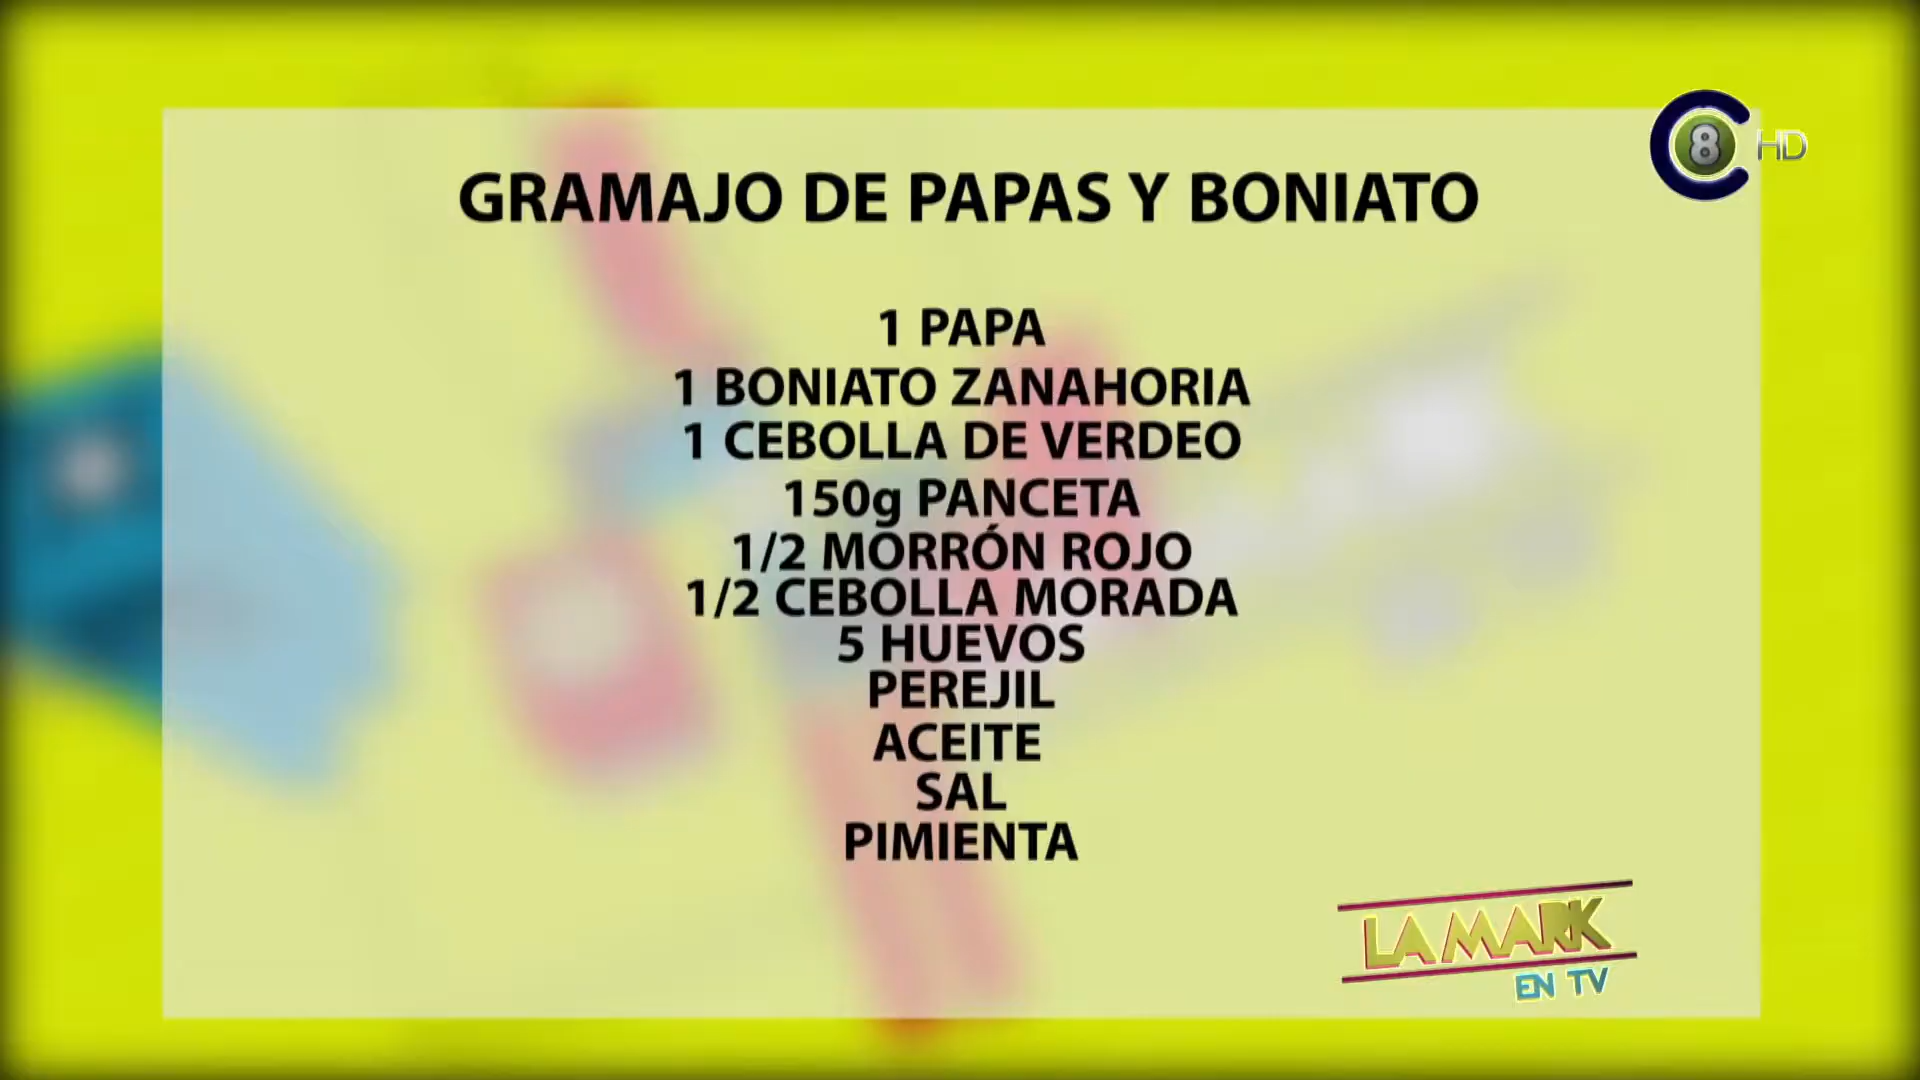 C8 HD
GRAMAJO DE PAPAS Y BONIATO
1 PAPA
1 BONIATO ZANAHORIA
1 CEBOLLA DE VERDEO
150g PANCETA
1/2 MORRÓN ROJO
1/2 CEBOLLA MORADA
5 HUEVOS
PEREJIL
ACEITE
SAL
PIMIENTA
LA MARK
EN TV